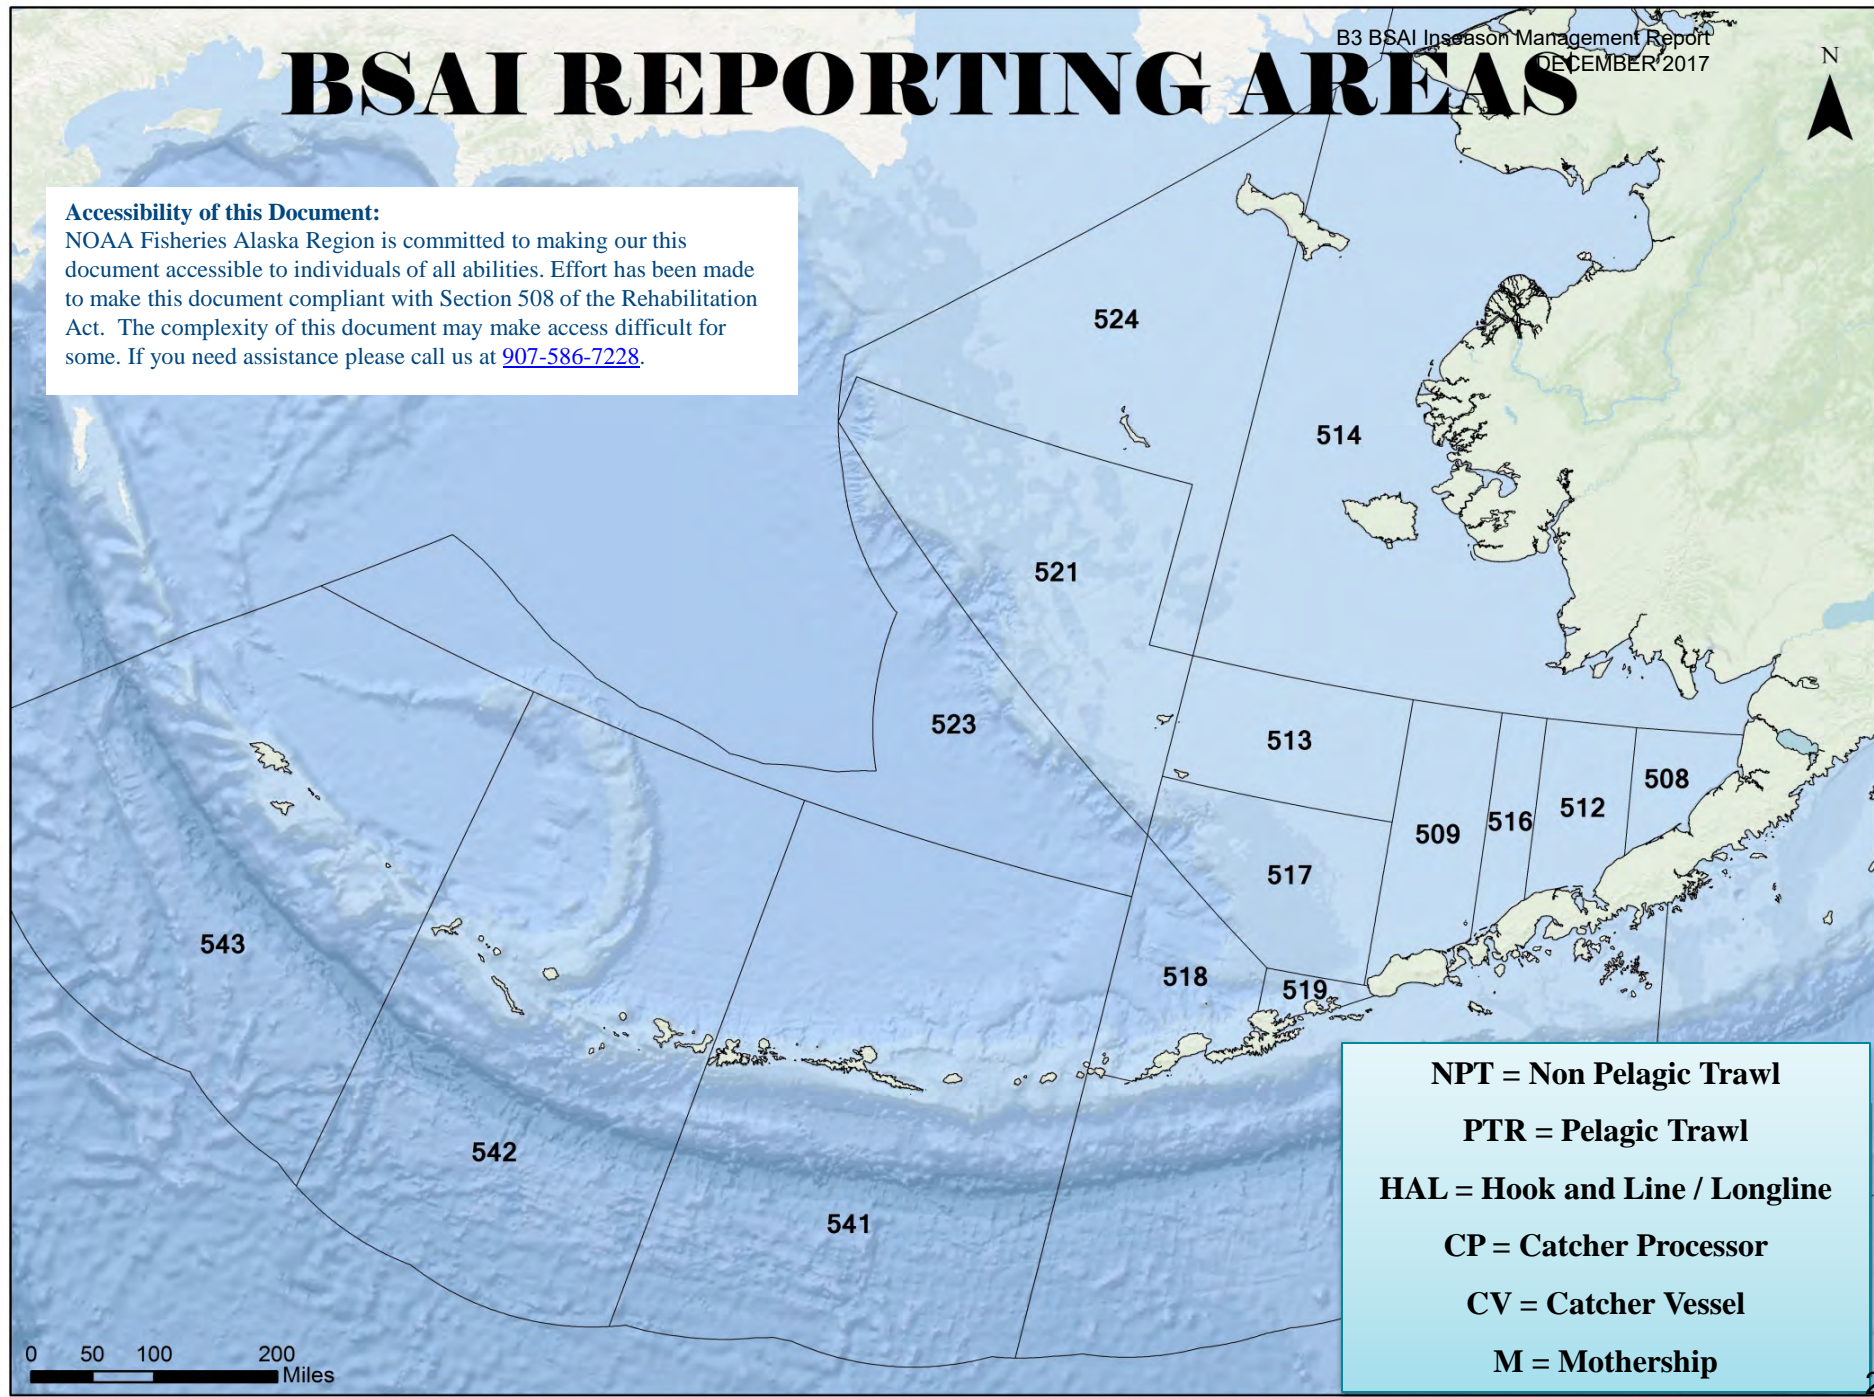 B3 BSAI Inseason Management Report
DECEMBER 2017
BSAI REPORTING AREAS
N
Accessibility of this Document:
NOAA Fisheries Alaska Region is committed to making our this
document accessible to individuals of all abilities. Effort has been made
to make this document compliant with Section 508 of the Rehabilitation
Act.  The complexity of this document may make access difficult for
some. If you need assistance please call us at 907-586-7228.
524
514
521
523
513
508
512
516
509
517
543
518
519
542
541
NPT = Non Pelagic Trawl
PTR = Pelagic Trawl
HAL = Hook and Line / Longline
CP = Catcher Processor
CV = Catcher Vessel
M = Mothership
0 50 100 200
Miles